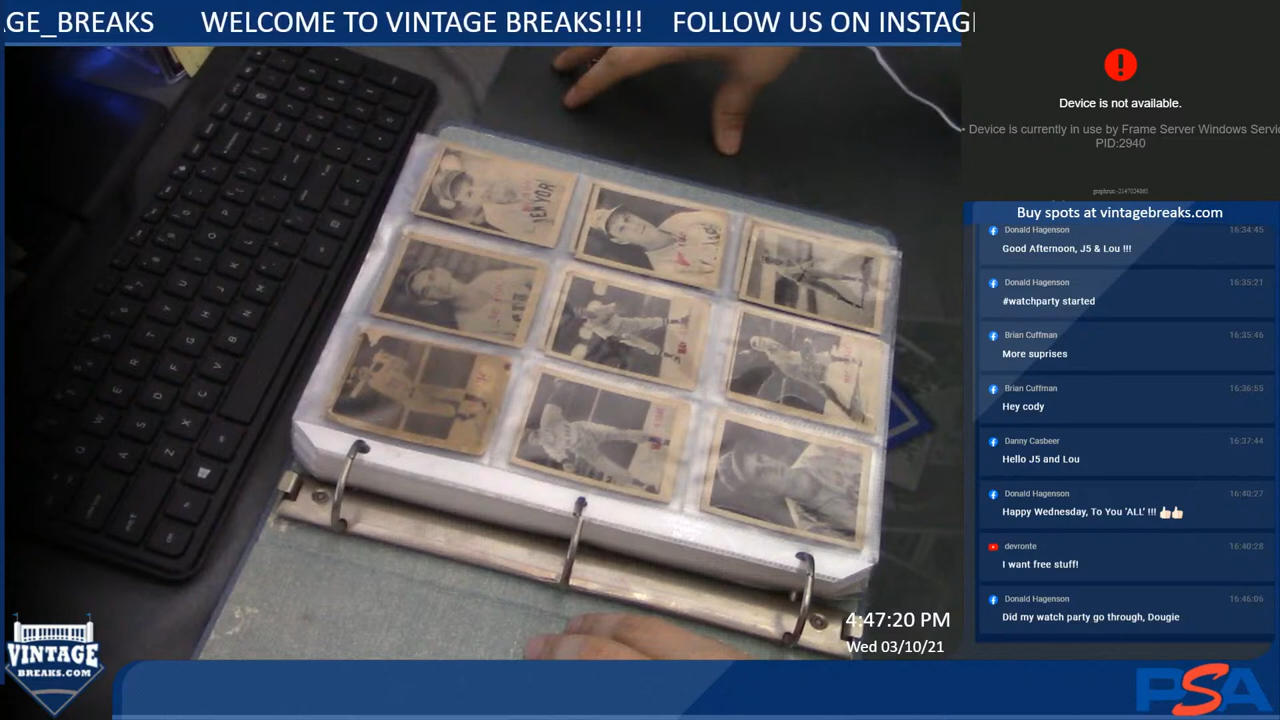 AGE_BREAKS WELCOME TO VINTAGE BREAKS!!!! FOLLOW US ON INSTAG
Device is not available.
• Device is currently in use by Frame Server Windows Servi
PID:2940
Buy spots at vintagebreaks.com
Donald Hagenson 16:34:45
Good Afternoon, J5 & Lou !!!
Donald Hagenson 16:35:21
#watchparty started
Brian Cuffman 16:35:46
More suprises
Brian Cuffman 16:36:55
Hey cody
Danny Casbeer 16:37:44
Hello J5 and Lou
Donald Hagenson 16:40:27
Happy Wednesday, To You 'ALL' !!! 👍🏻👍🏻
devronte 16:40:28
I want free stuff!
Donald Hagenson 16:46:06
Did my watch party go through, Dougie
4:47:20 PM
Wed 03/10/21
VINTAGE
BREAKS.COM
PSA